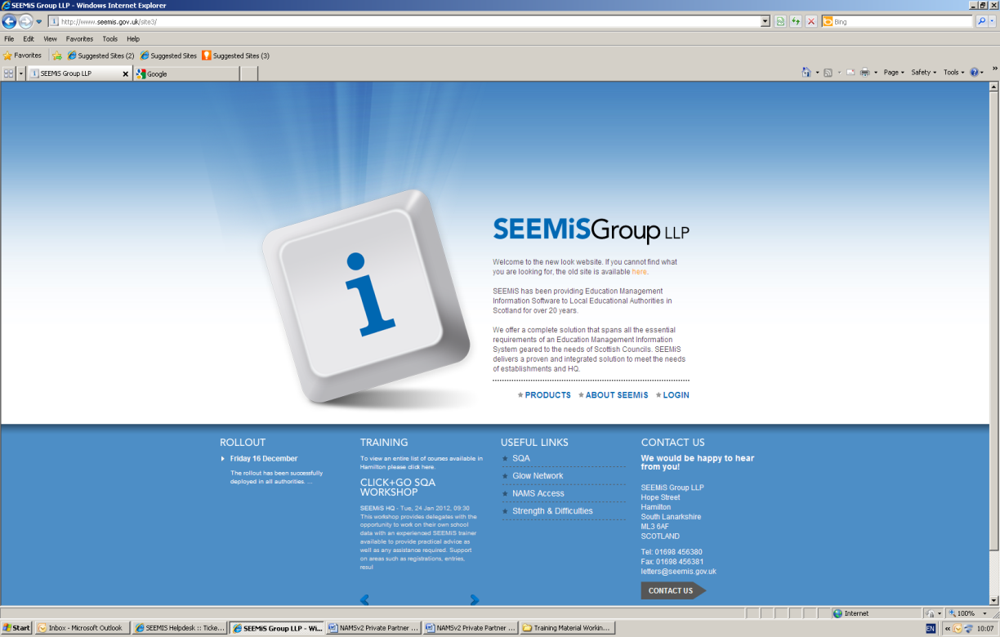 SEEMiS Group LLP - Windows Internet Explorer
http://www.seemis.gov.uk/site3/
Bing
File Edit View Favorites Tools Help
Favorites Suggested Sites (2) Suggested Sites Suggested Sites (3)
SEEMiS Group LLP Google Page Safety Tools
i
SEEMiSGroup LLP
Welcome to the new look website. If you cannot find what
you are looking for, the old site is available here.
SEEMiS has been providing Education Management
Information Software to Local Educational Authorities in
Scotland for over 20 years.
We offer a complete solution that spans all the essential
requirements of an Education Management Information
System geared to the needs of Scottish Councils. SEEMiS
delivers a proven and integrated solution to meet the needs
of establishments and HQ.
PRODUCTS ABOUT SEEMiS LOGIN
ROLLOUT
Friday 16 December
The rollout has been successfully
deployed in all authorities. ...
TRAINING
To view an entire list of courses available in
Hamilton please click here.
CLICK+GO SQA
WORKSHOP
SEEMiS HQ - Tue, 24 Jan 2012, 09:30
This workshop provides delegates with the
opportunity to work on their own school
data with an experienced SEEMiS trainer
available to provide practical advice as
well as any assistance required. Support
on areas such as registrations, entries,
resul
USEFUL LINKS
SQA
Glow Network
NAMS Access
Strength & Difficulties
CONTACT US
We would be happy to hear
from you!
SEEMiS Group LLP
Hope Street
Hamilton
South Lanarkshire
ML3 6AF
SCOTLAND
Tel: 01698 456380
Fax: 01698 456381
letters@seemis.gov.uk
CONTACT US
Internet 100%
Start Inbox - Microsoft Outlook SEEMIS Helpdesk :: Ticke... SEEMiS Group LLP - Wi... NAMSv2 Private Partner ... NAMSv2 Private Partner ... Training Material Workin... EN 10:07